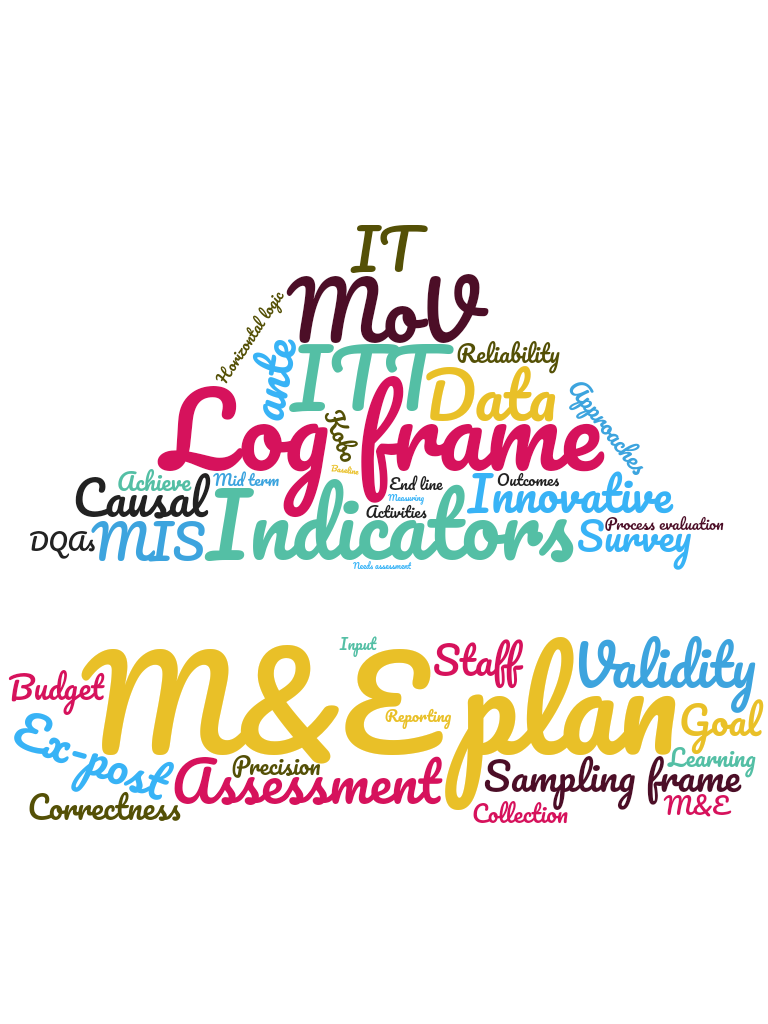 IT
MoV
Horizontal logic
ante
ITT
Reliability
Data
Approaches
Log frame
Kobo
Baseline
Achieve
Mid term
End line
Outcomes
Causal
Measuring
Innovative
Activities
DQAs
MIS
Indicators
Process evaluation
Survey
Needs assessment
Input
Staff
Validity
Budget
M&E plan
Reporting
Goal
Ex-post
Precision
Assessment
Learning
Sampling frame
Correctness
Collection
M&E